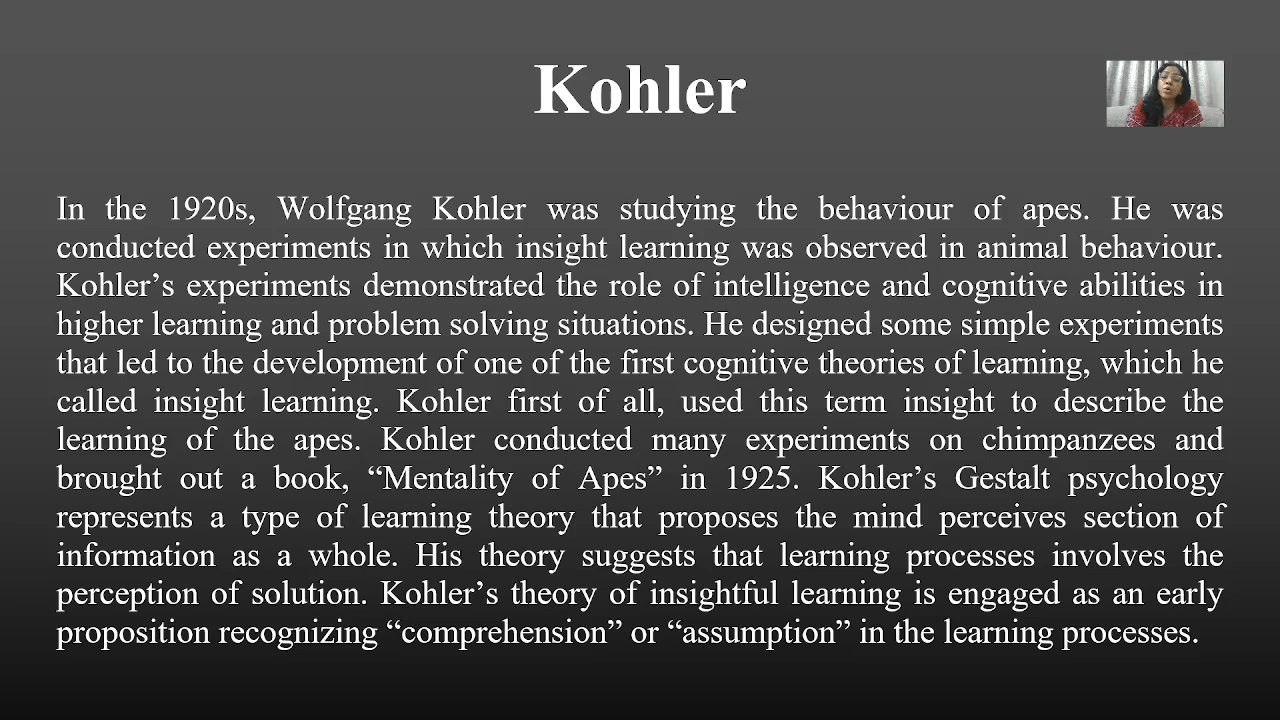 Kohler
In the 1920s, Wolfgang Kohler was studying the behaviour of apes. He was
conducted experiments in which insight learning was observed in animal behaviour.
Kohler’s experiments demonstrated the role of intelligence and cognitive abilities in
higher learning and problem solving situations. He designed some simple experiments
that led to the development of one of the first cognitive theories of learning, which he
called insight learning. Kohler first of all, used this term insight to describe the
learning of the apes. Kohler conducted many experiments on chimpanzees and
brought out a book, “Mentality of Apes” in 1925. Kohler’s Gestalt psychology
represents a type of learning theory that proposes the mind perceives section of
information as a whole. His theory suggests that learning processes involves the
perception of solution. Kohler’s theory of insightful learning is engaged as an early
proposition recognizing “comprehension” or “assumption” in the learning processes.